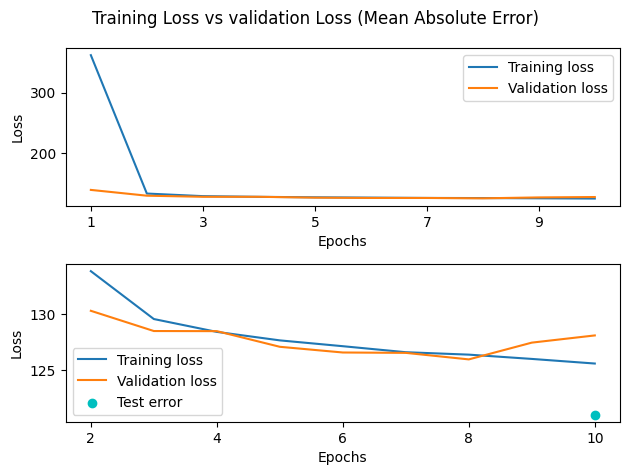 Training Loss vs validation Loss (Mean Absolute Error)
300
200
Loss
Training loss
Validation loss
1 3 5 7 9
Epochs
130
125
Loss
Training loss
Validation loss
Test error
2 4 6 8 10
Epochs